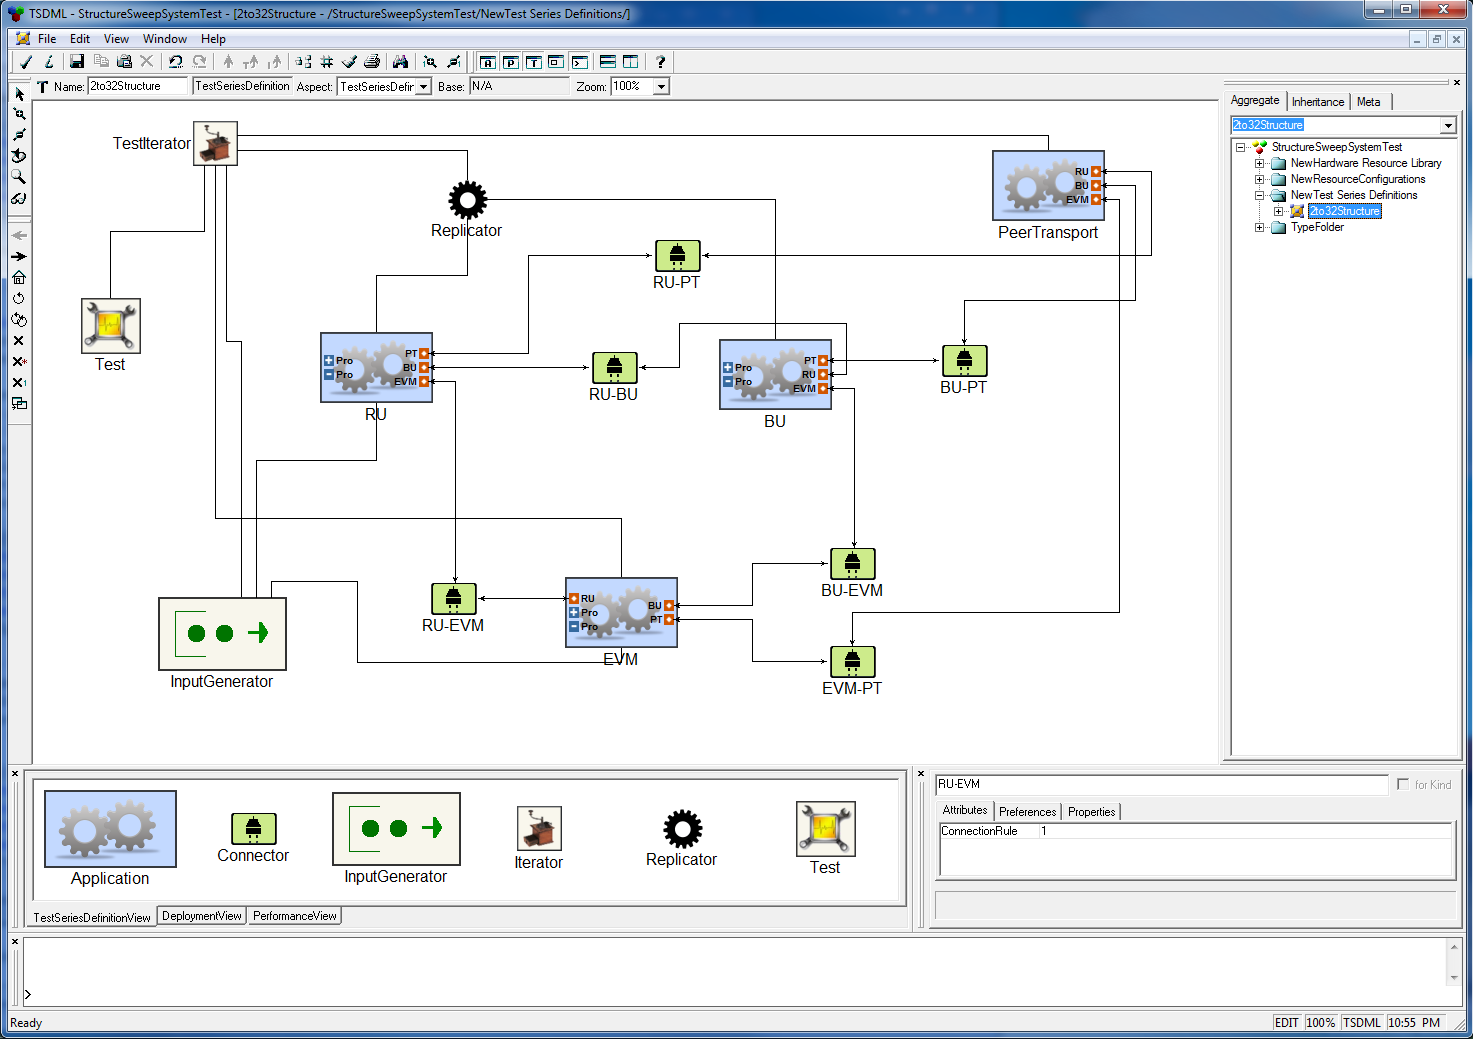 TSDML - StructureSweepSystemTest - [2to32Structure - /StructureSweepSystemTest/NewTest Series Definitions/]
File Edit View Window Help
Name: 2to32Structure TestSeriesDefinition Aspect: TestSeriesDefir Base: N/A Zoom: 100%
Aggregate Inheritance Meta
2to32Structure
StructureSweepSystemTest
NewHardware Resource Library
NewResourceConfigurations
NewTest Series Definitions
2to32Structure
TypeFolder
TestIterator
RU
BU
EVM
PeerTransport
Replicator
RU-PT
Test
PT
Pro BU
Pro EVM
RU
RU-BU
PT
Pro RU
Pro EVM
BU
BU-PT
BU-EVM
RU-EVM
RU BU
Pro PT
Pro
EVM
InputGenerator
EVM-PT
Application
Connector
InputGenerator
Iterator
Replicator
Test
TestSeriesDefinitionView DeploymentView PerformanceView
RU-EVM for Kind
Attributes Preferences Properties
ConnectionRule 1
>
Ready EDIT 100% TSDML 10:55 PM